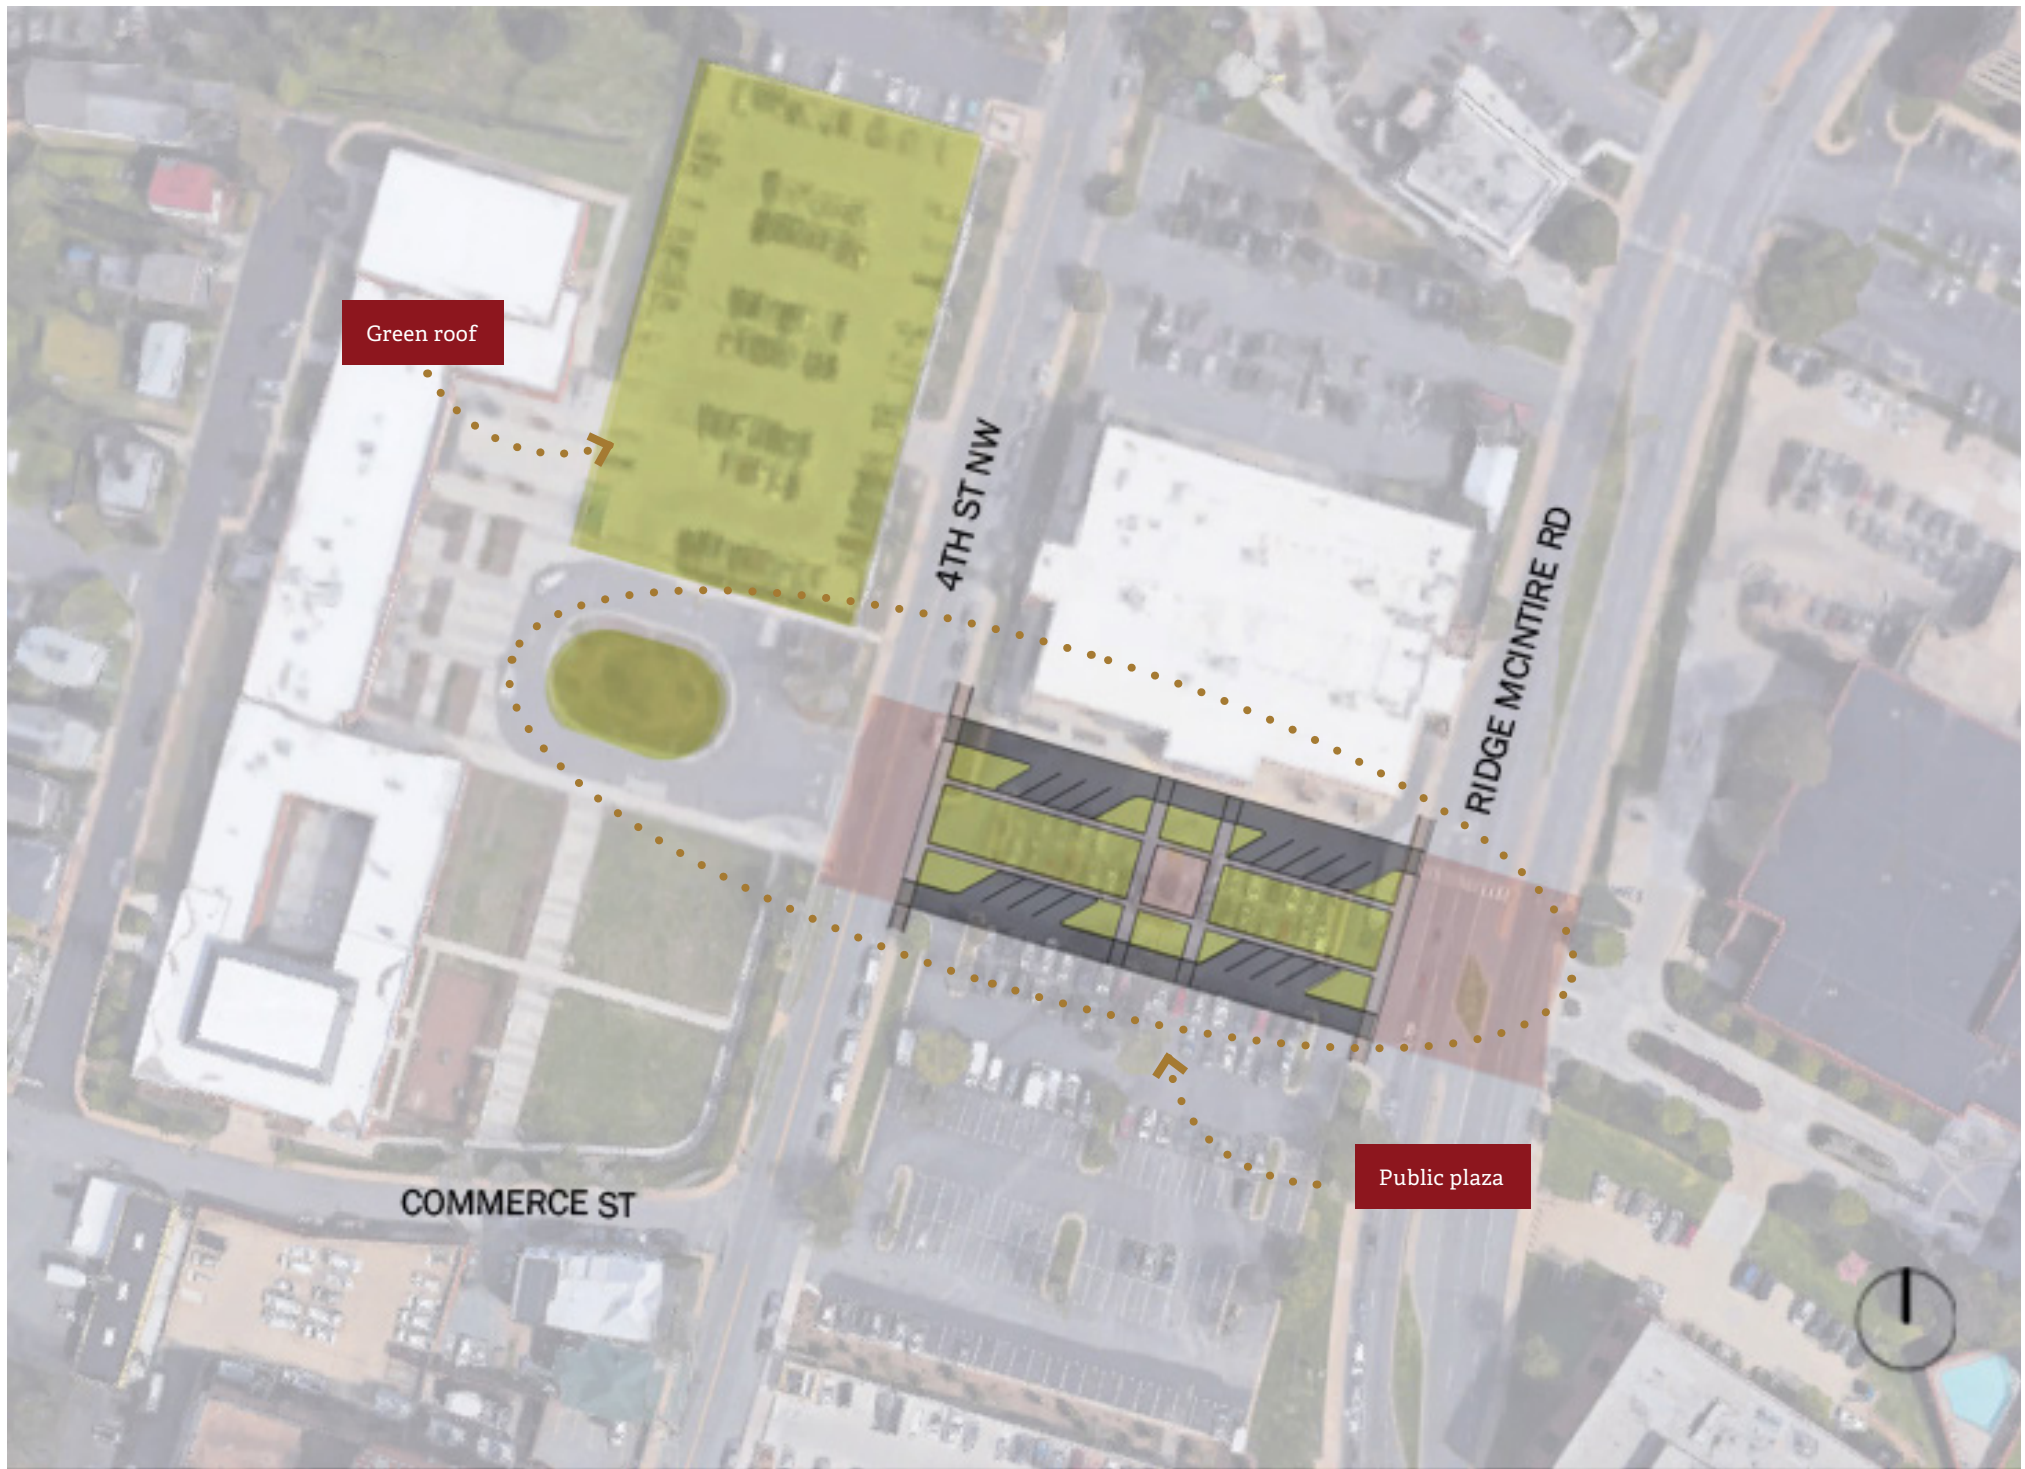 Green roof
4TH ST NW
RIDGE MCINTIRE RD
Public plaza
COMMERCE ST